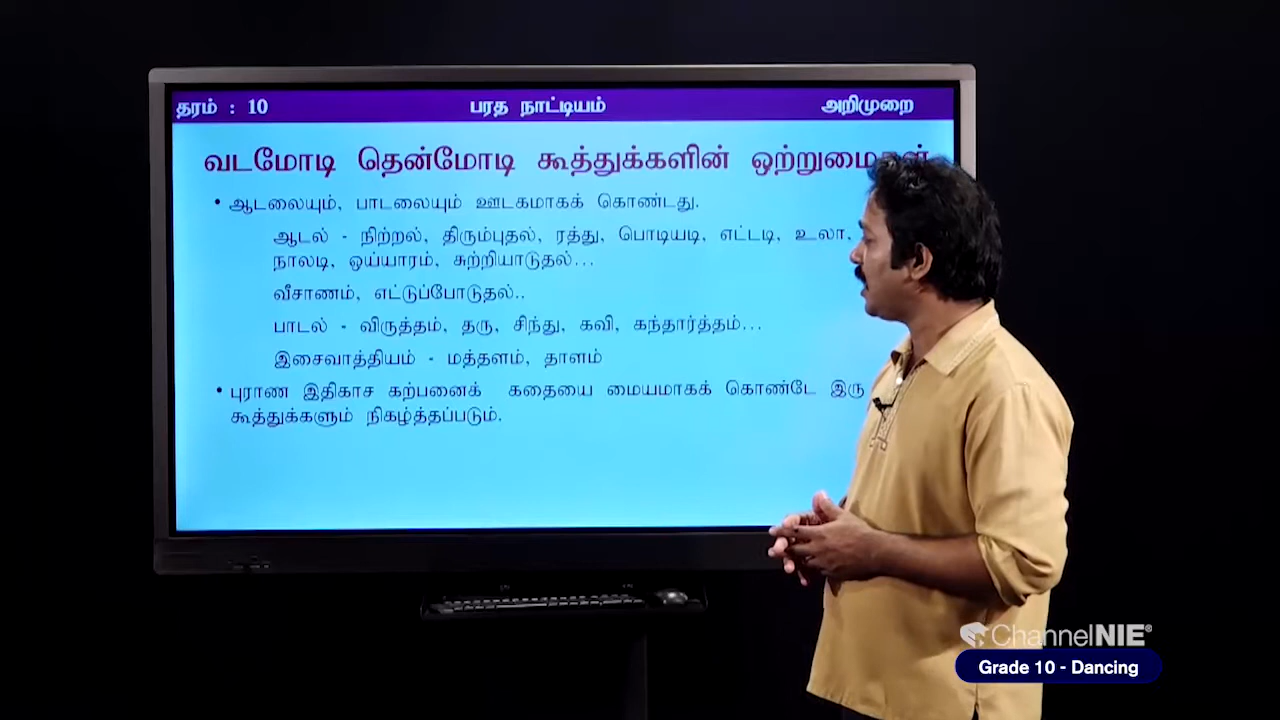 தரம் : 10 பரத நாட்டியம் அறிமுறை
வடமோடி தென்மோடி கூத்துக்களின் ஒற்றுமைகள்
• ஆடலையும், பாடலையும் ஊடகமாகக் கொண்டது.
ஆடல் - நிற்றல், திரும்புதல், ரத்து, பொடியடி, எட்டடி, உலா,
நாலடி, ஒய்யாரம், சுற்றியாடுதல்...
வீசாணம், எட்டுப்போடுதல்..
பாடல் - விருத்தம், தரு, சிந்து, கவி, கந்தார்த்தம்...
இசைவாத்தியம் - மத்தளம், தாளம்
• புராண இதிகாச கற்பனைக் கதையை மையமாகக் கொண்டே இரு
கூத்துக்களும் நிகழ்த்தப்படும்.
ChannelNIE®
Grade 10 - Dancing